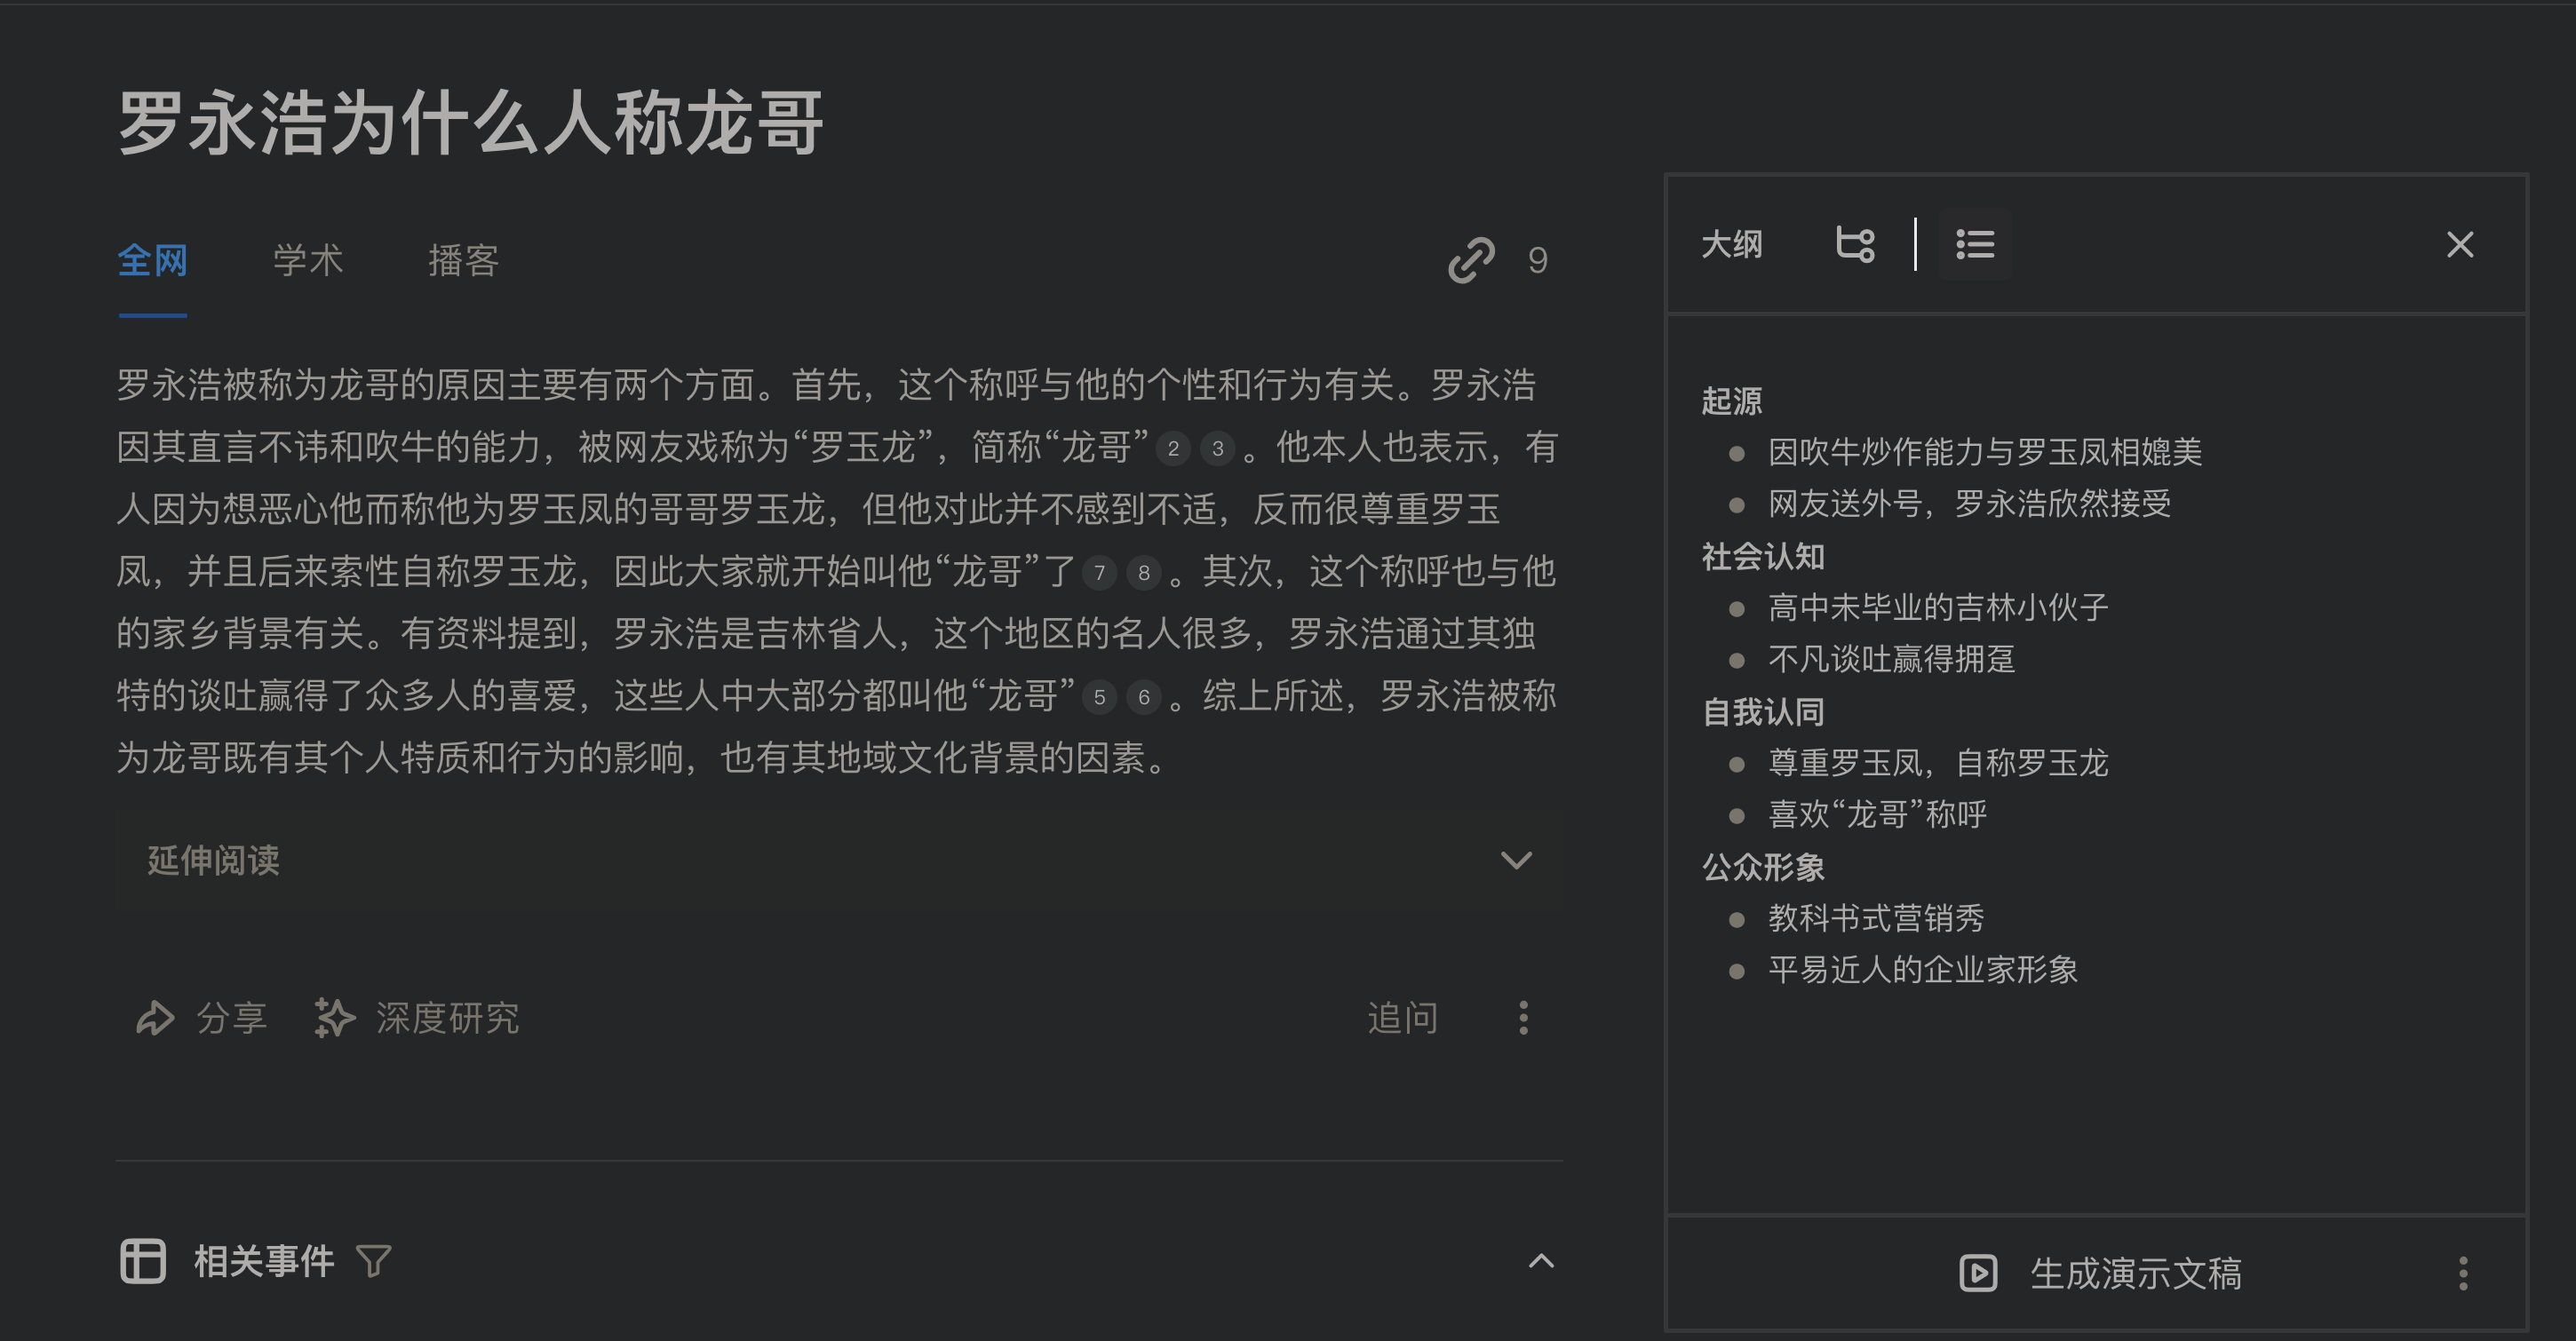 罗永浩为什么人称龙哥
全网 学术 播客 9
罗永浩被称为龙哥的原因主要有两个方面。首先，这个称呼与他的个性和行为有关。罗永浩
因其直言不讳和吹牛的能力，被网友戏称为“罗玉龙”，简称“龙哥” 2 3 。他本人也表示，有
人因为想恶心他而称他为罗玉凤的哥哥罗玉龙，但他对此并不感到不适，反而很尊重罗玉
凤，并且后来索性自称罗玉龙，因此大家就开始叫他“龙哥”了 7 8 。其次，这个称呼也与他
的家乡背景有关。有资料提到，罗永浩是吉林省人，这个地区的名人很多，罗永浩通过其独
特的谈吐赢得了众多人的喜爱，这些人中大部分都叫他“龙哥” 5 6 。综上所述，罗永浩被称
为龙哥既有其个人特质和行为的影响，也有其地域文化背景的因素。
延伸阅读
分享 深度研究 追问
相关事件
大纲
起源
因吹牛炒作能力与罗玉凤相媲美
网友送外号，罗永浩欣然接受
社会认知
高中未毕业的吉林小伙子
不凡谈吐赢得拥趸
自我认同
尊重罗玉凤，自称罗玉龙
喜欢“龙哥”称呼
公众形象
教科书式营销秀
平易近人的企业家形象
生成演示文稿